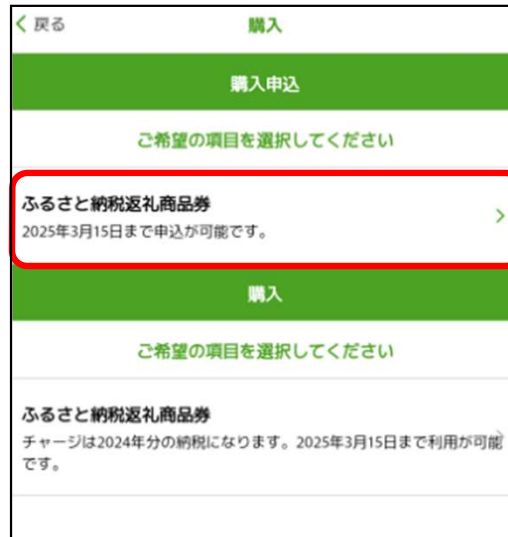 戻る
購入
購入申込
ご希望の項目を選択してください
ふるさと納税返礼商品券
2025年3月15日まで申込が可能です。
購入
ご希望の項目を選択してください
ふるさと納税返礼商品券
チャージは2024年分の納税になります。2025年3月15日まで利用が可能
です。